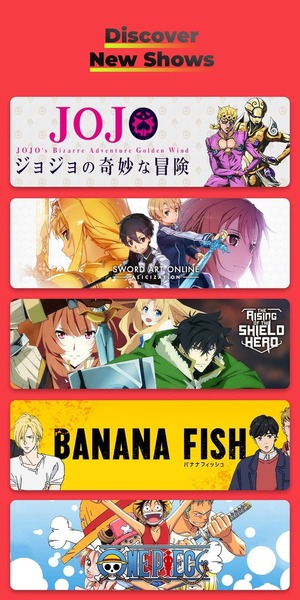 Discover
New Shows
JOJO
JOJO's Bizarre Adventure Golden Wind
ジョジョの奇妙な冒険
SWORD ART ONLINE
ALICIZATION
THE
RISING
OF THE
SHIELD
HERO
BANANA FISH
バナナフィッシュ
ONE PIECE